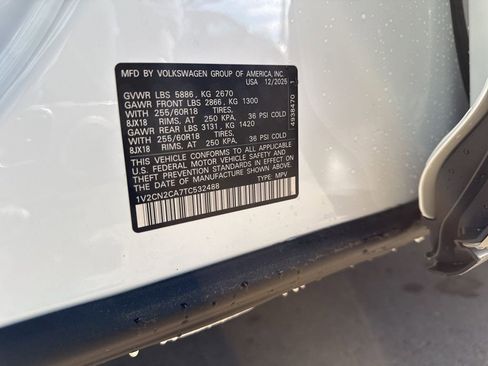 MFD BY VOLKSWAGEN GROUP OF AMERICA, INC.
USA 12/2025
GVWR LBS 5886, KG 2670
GAWR FRONT LBS 2866, KG 1300
WITH 255/60R18 TIRES,
8JX18 RIMS, AT 250 KPA, 36 PSI COLD
GAWR REAR LBS 3131, KG 1420
WITH 255/60R18 TIRES,
8JX18 RIMS, AT 250 KPA, 36 PSI COLD
THIS VEHICLE CONFORMS TO ALL APPLICABLE
U.S. FEDERAL MOTOR VEHICLE SAFETY AND
THEFT PREVENTION STANDARDS IN EFFECT ON
THE DATE OF MANUFACTURE SHOWN ABOVE.
1V2CN2CA7TC532488 TYPE: MPV
4938470 1